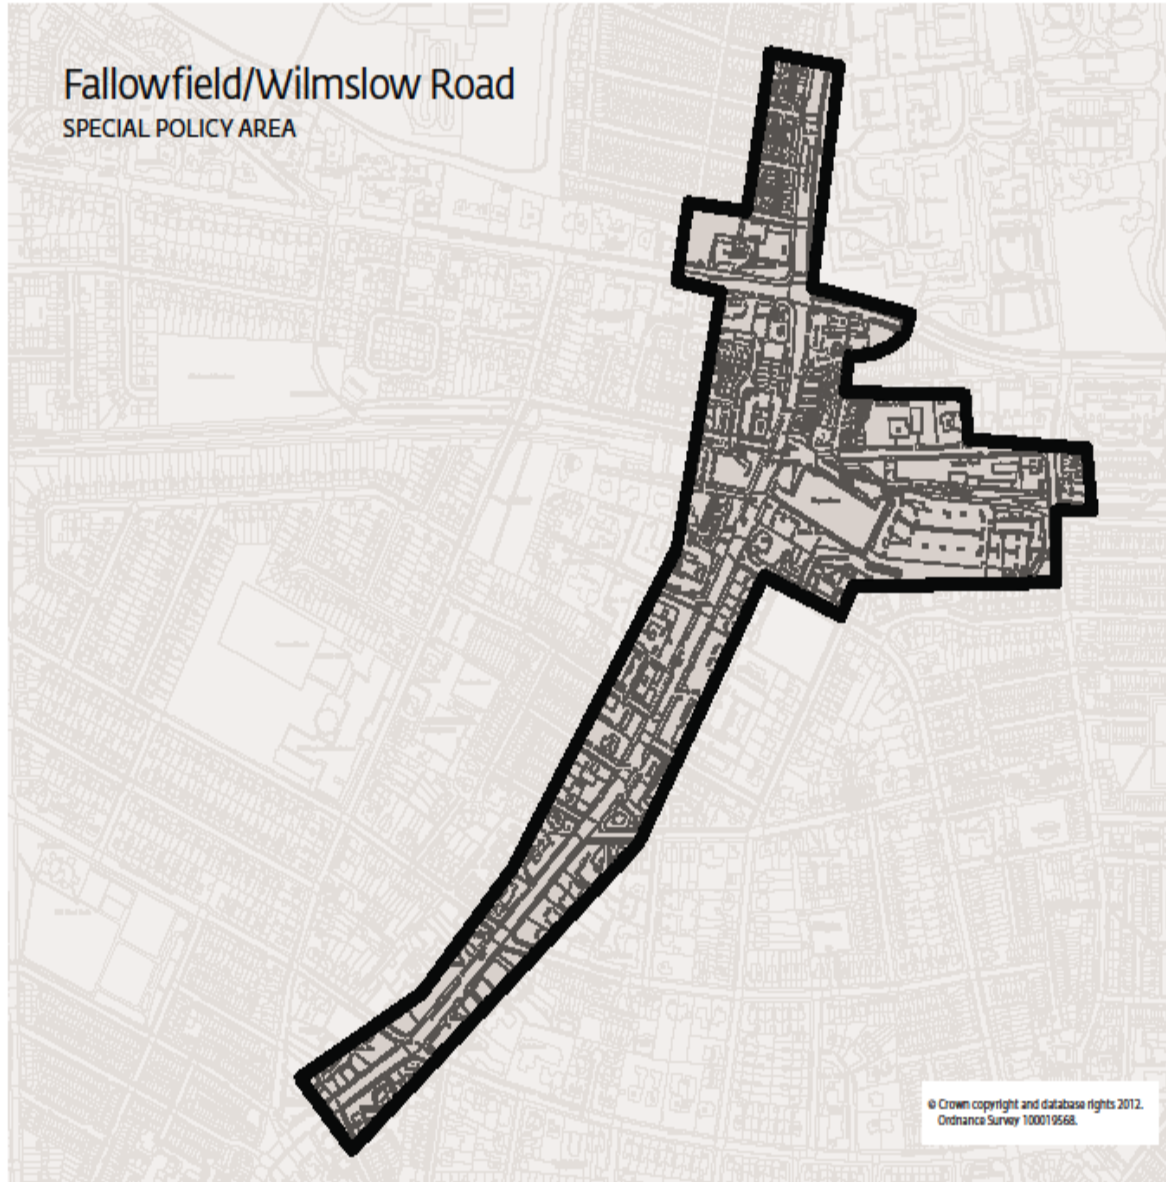 Fallowfield/Wilmslow Road
SPECIAL POLICY AREA
© Crown copyright and database rights 2012.
Ordnance Survey 100019568.